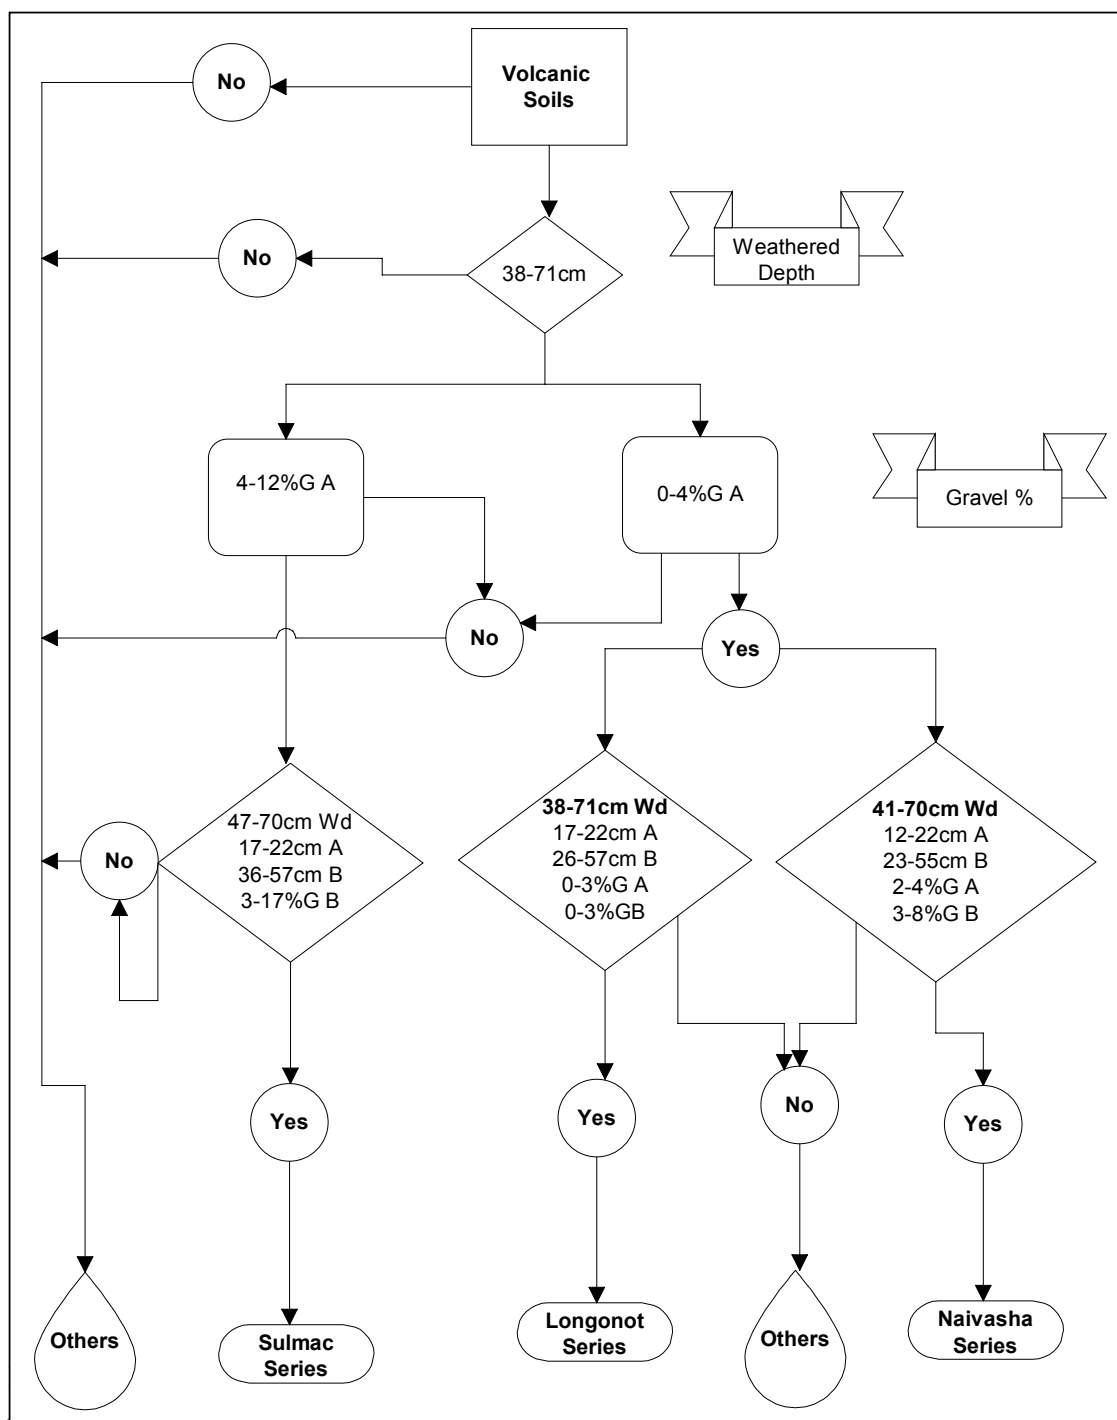 No
Volcanic
Soils
No
38-71cm
Weathered
Depth
4-12%G A
0-4%G A
Gravel %
No
Yes
No
47-70cm Wd
17-22cm A
36-57cm B
3-17%G B
38-71cm Wd
17-22cm A
26-57cm B
0-3%G A
0-3%GB
41-70cm Wd
12-22cm A
23-55cm B
2-4%G A
3-8%G B
Yes
Yes
No
Yes
Others
Sulmac
Series
Longonot
Series
Others
Naivasha
Series